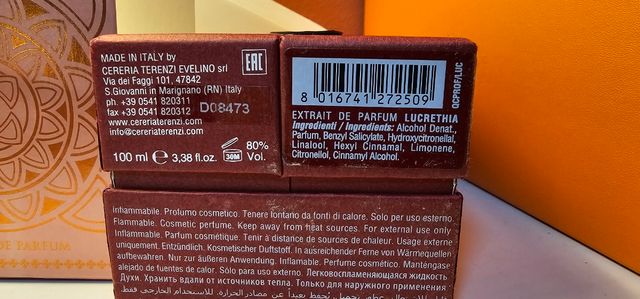 MADE IN ITALY by
CERERIA TERENZI EVELINO srl
Via dei Faggi 101, 47842
S.Giovanni in Marignano (RN) Italy
ph. +39 0541 820311
fax +39 0541 820312
www.cereriaterenzi.com
info@cereriaterenzi.com
D08473
EAC
100 ml e 3,38 fl.oz.
30M
80%
Vol.
8 016741 272509
QCPROF/LUC
EXTRAIT DE PARFUM LUCRETHIA
Ingredienti / Ingredients: Alcohol Denat.,
Parfum, Benzyl Salicylate, Hydroxycitronellal,
Linalool, Hexyl Cinnamal, Limonene,
Citronellol, Cinnamyl Alcohol.
DE PARFUM
Infiammabile. Profumo cosmetico. Tenere lontano da fonti di calore. Solo per uso esterno.
Flammable. Cosmetic perfume. Keep away from heat sources. For external use only
Inflammable. Parfum cosmétique. Tenir à distance de sources de chaleur. Usage externe
uniquement. Entzündlich. Kosmetischer Duftstoff. In ausreichender Ferne von Wärmequellen
aufbewahren. Nur zur äußeren Anwendung. Inflamable. Perfume cosmético. Manténgase
alejado de fuentes de calor. Sólo para uso externo. Легковоспламеняющаяся жидкость
Духи. Хранить вдали от источников тепла. Только для наружного применения